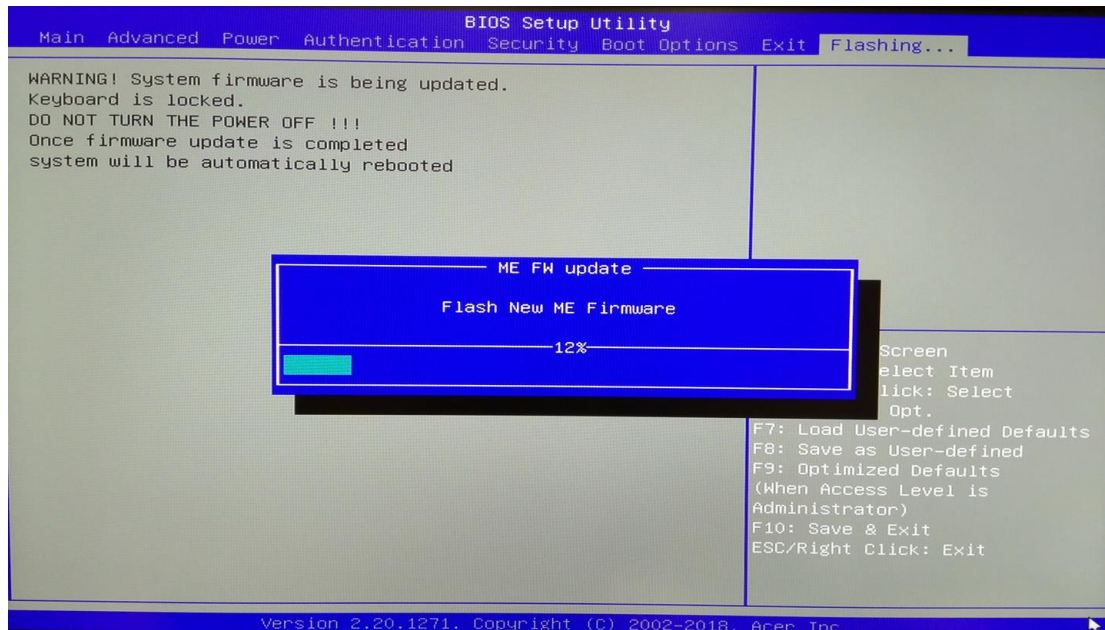 BIOS Setup Utility
Main Advanced Power Authentication Security Boot Options Exit Flashing...
WARNING! System firmware is being updated.
Keyboard is locked.
DO NOT TURN THE POWER OFF !!!
Once firmware update is completed
system will be automatically rebooted
ME FW update
Flash New ME Firmware
12%
Screen
elect Item
lick: Select
Opt.
F7: Load User-defined Defaults
F8: Save as User-defined
F9: Optimized Defaults
(When Access Level is
Administrator)
F10: Save & Exit
ESC/Right Click: Exit
Version 2.20.1271. Copyright (C) 2002-2018, Acer Inc